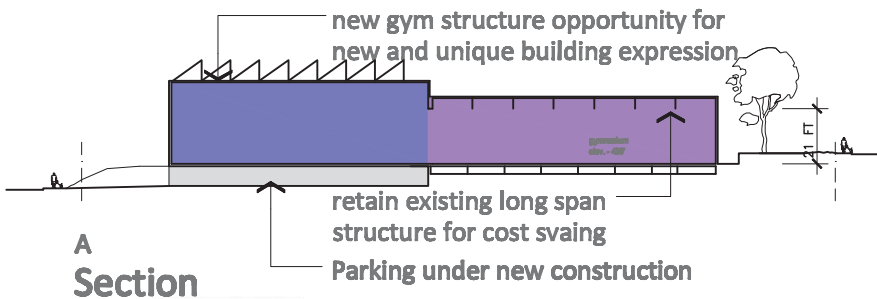 new gym structure opportunity for
new and unique building expression
21 FT
retain existing long span
structure for cost svaing
Parking under new construction
A
Section